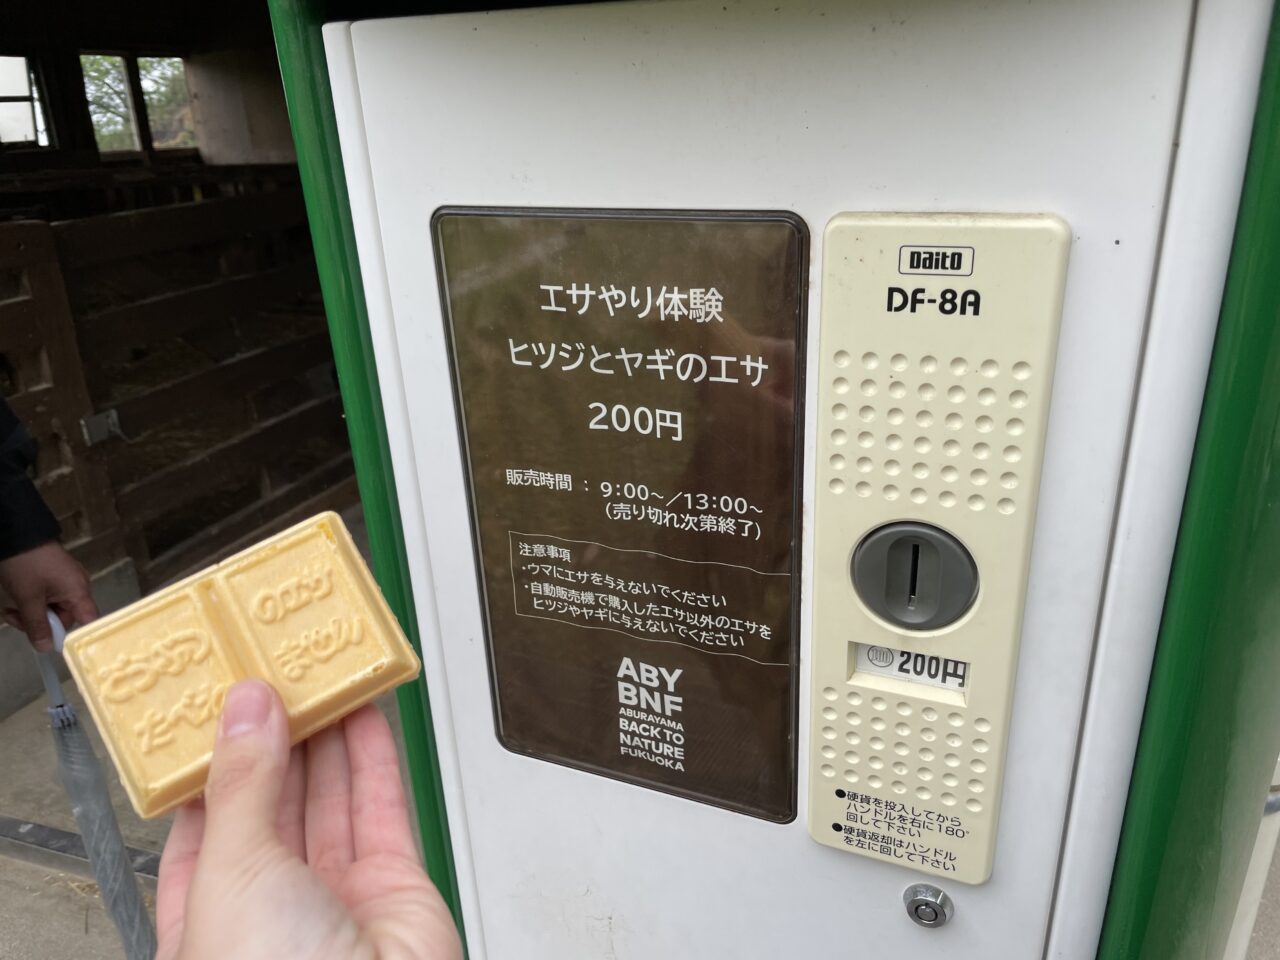 エサやり体験
ヒツジとヤギのエサ
200円
販売時間 : 9:00～／13:00～
(売り切れ次第終了)
注意事項
・ウマにエサを与えないでください
・自動販売機で購入したエサ以外のエサを
ヒツジやヤギに与えないでください
ABY
BNF
ABURAYAMA
BACK TO
NATURE
FUKUOKA
Daito
DF-8A
200円
●硬貨を投入してから
ハンドルを右に180°
回して下さい
●硬貨返却はハンドル
を左に回して下さい
たべ
ません